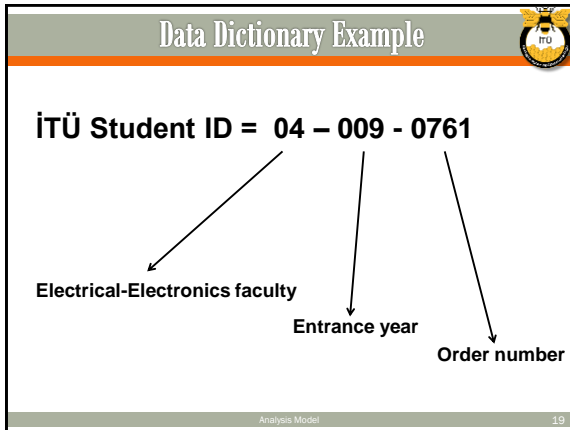 Data Dictionary Example
İTÜ
İTÜ Student ID = 04 – 009 - 0761
Electrical-Electronics faculty
Entrance year
Order number
Analysis Model 19